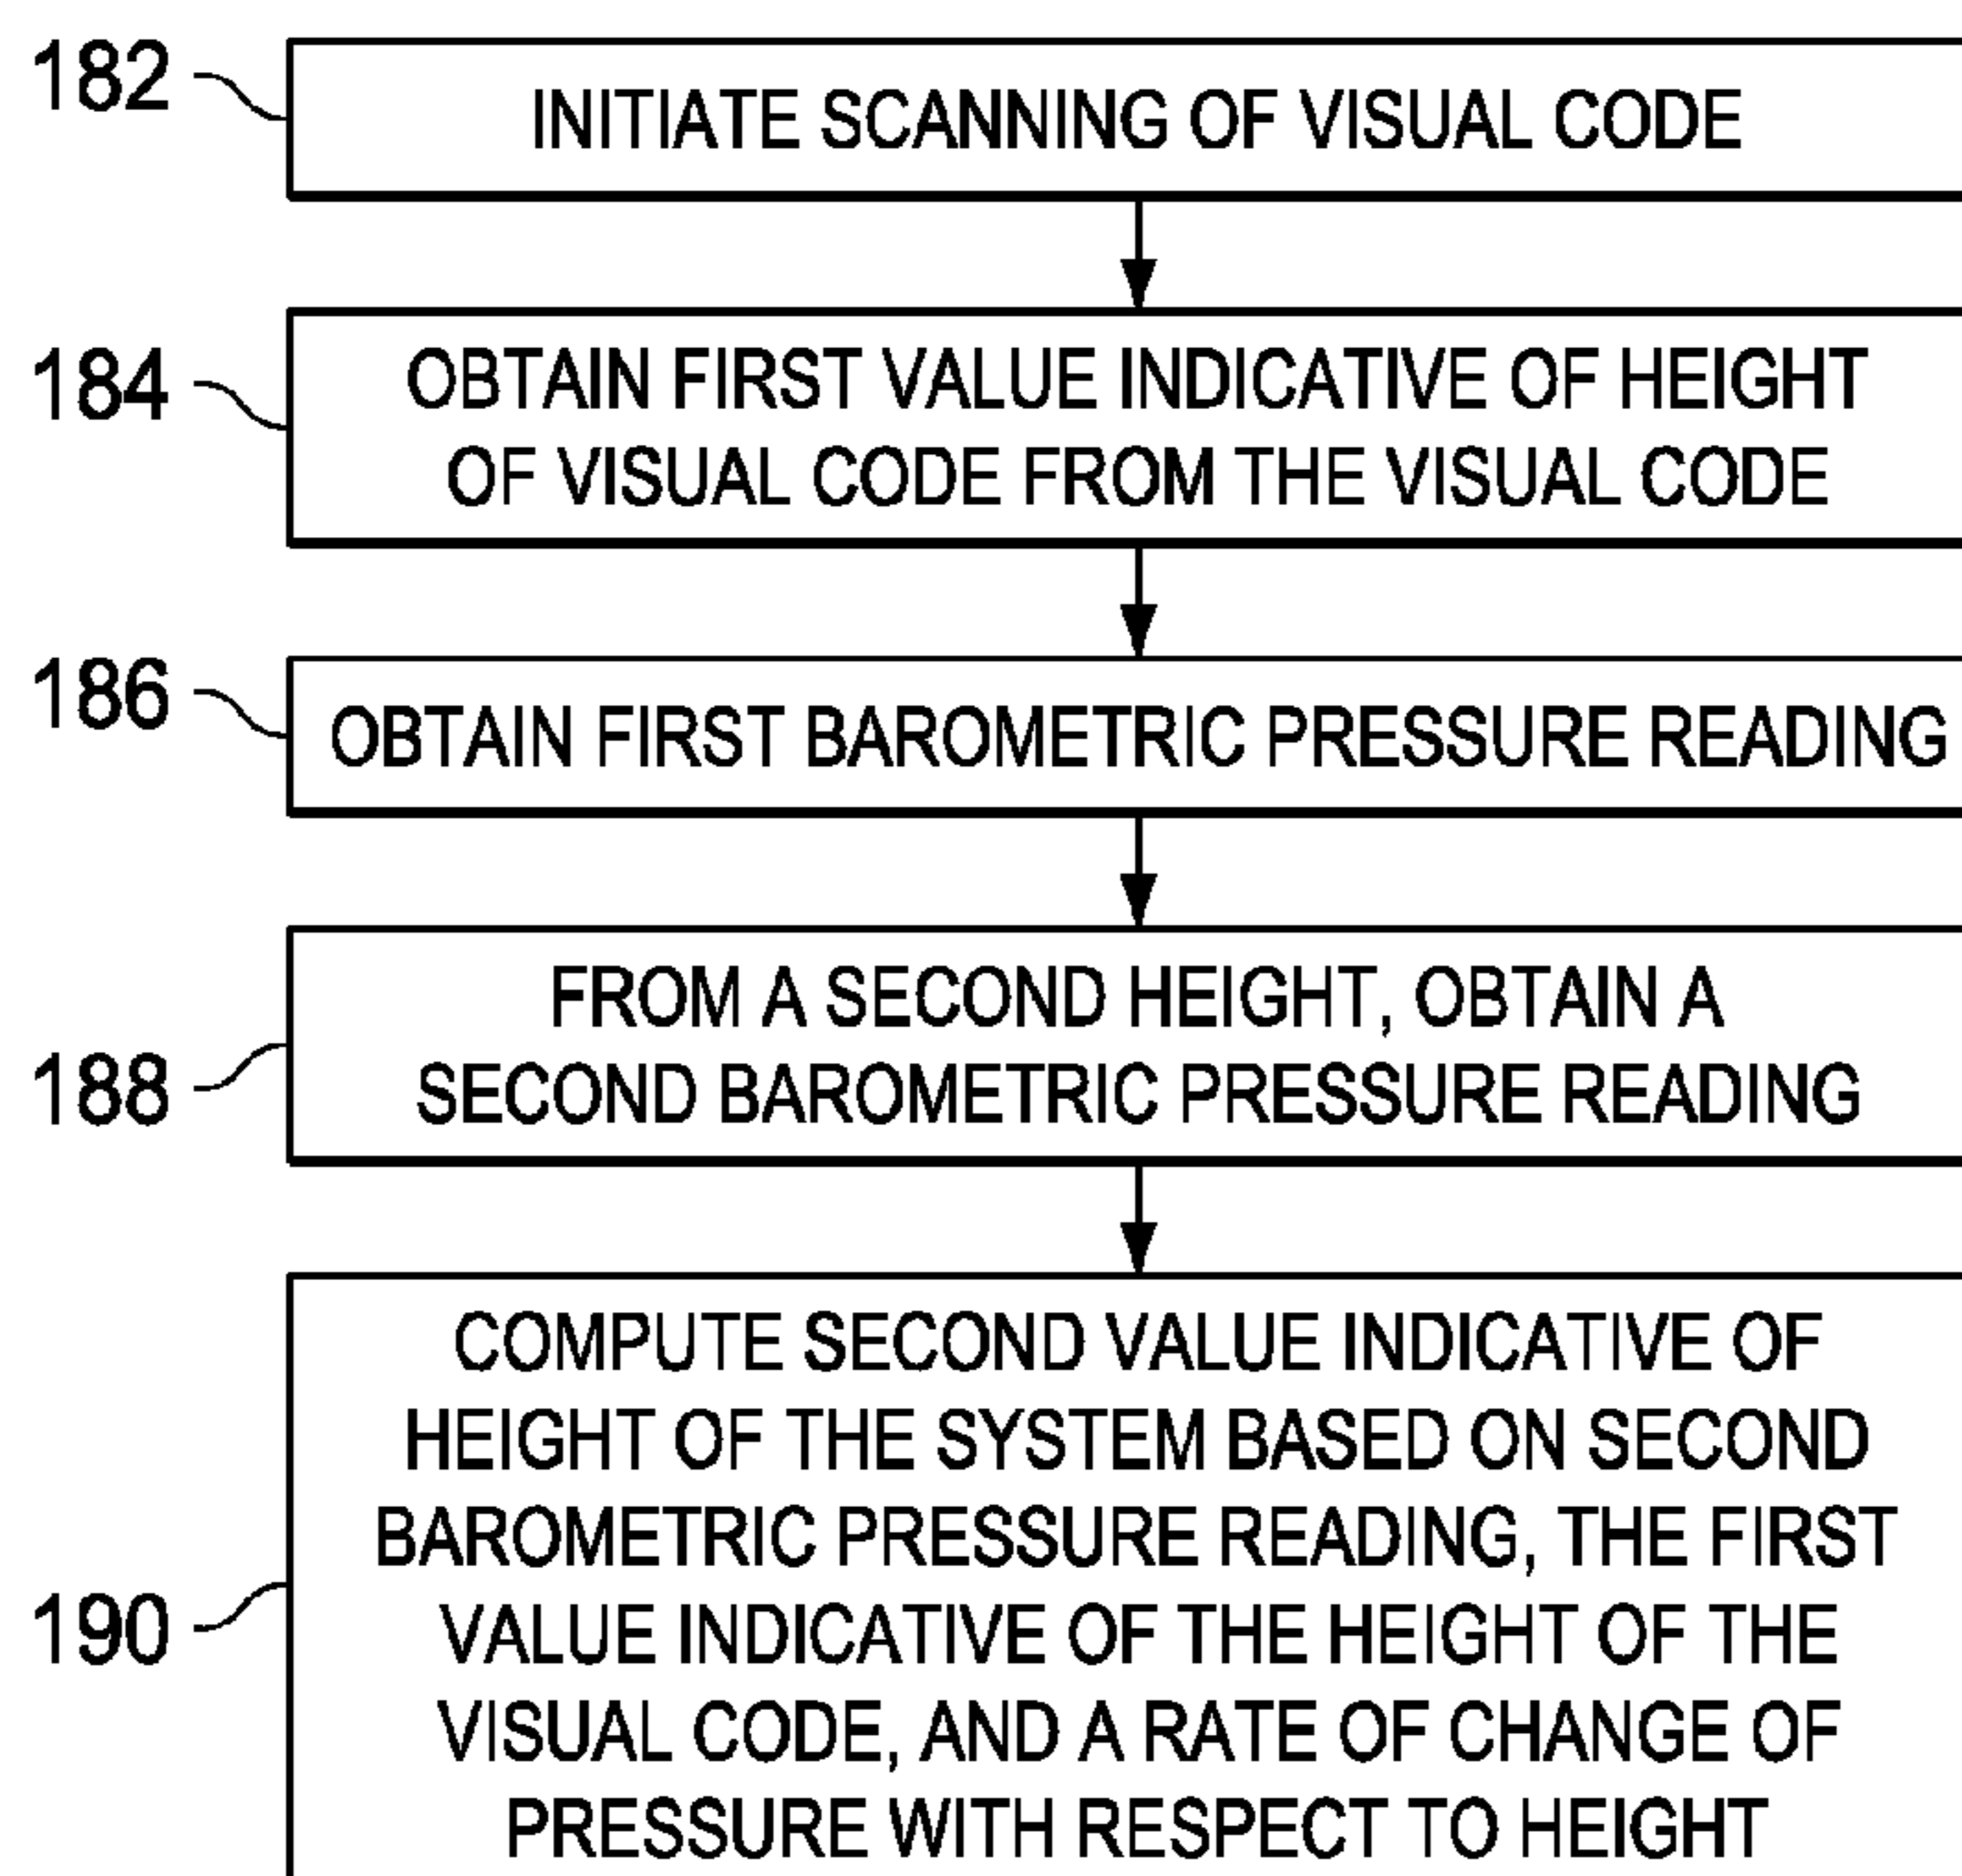 182
INITIATE SCANNING OF VISUAL CODE
184
OBTAIN FIRST VALUE INDICATIVE OF HEIGHT
OF VISUAL CODE FROM THE VISUAL CODE
186
OBTAIN FIRST BAROMETRIC PRESSURE READING
188
FROM A SECOND HEIGHT, OBTAIN A
SECOND BAROMETRIC PRESSURE READING
190
COMPUTE SECOND VALUE INDICATIVE OF
HEIGHT OF THE SYSTEM BASED ON SECOND
BAROMETRIC PRESSURE READING, THE FIRST
VALUE INDICATIVE OF THE HEIGHT OF THE
VISUAL CODE, AND A RATE OF CHANGE OF
PRESSURE WITH RESPECT TO HEIGHT